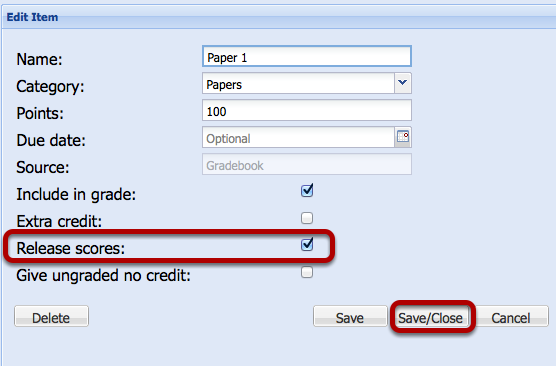 Edit Item
Name: Paper 1
Category: Papers
Points: 100
Due date: Optional
Source: Gradebook
Include in grade:
Extra credit:
Release scores:
Give ungraded no credit:
Delete Save Save/Close Cancel